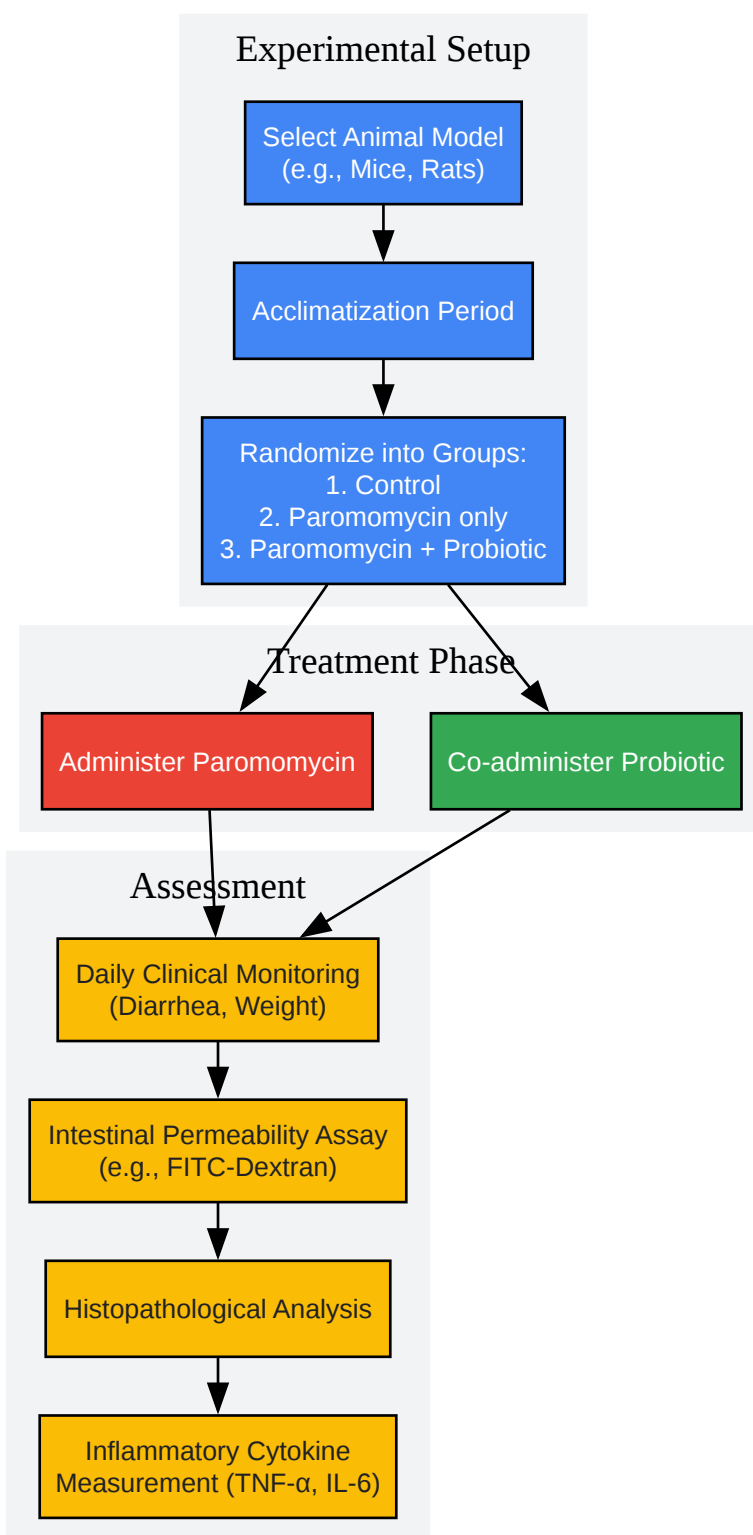 Experimental Setup
Select Animal Model
(e.g., Mice, Rats)
Acclimatization Period
Randomize into Groups:
1. Control
2. Paromomycin only
3. Paromomycin + Probiotic
Treatment Phase
Administer Paromomycin
Co-administer Probiotic
Assessment
Daily Clinical Monitoring
(Diarrhea, Weight)
Intestinal Permeability Assay
(e.g., FITC-Dextran)
Histopathological Analysis
Inflammatory Cytokine
Measurement (TNF-α, IL-6)